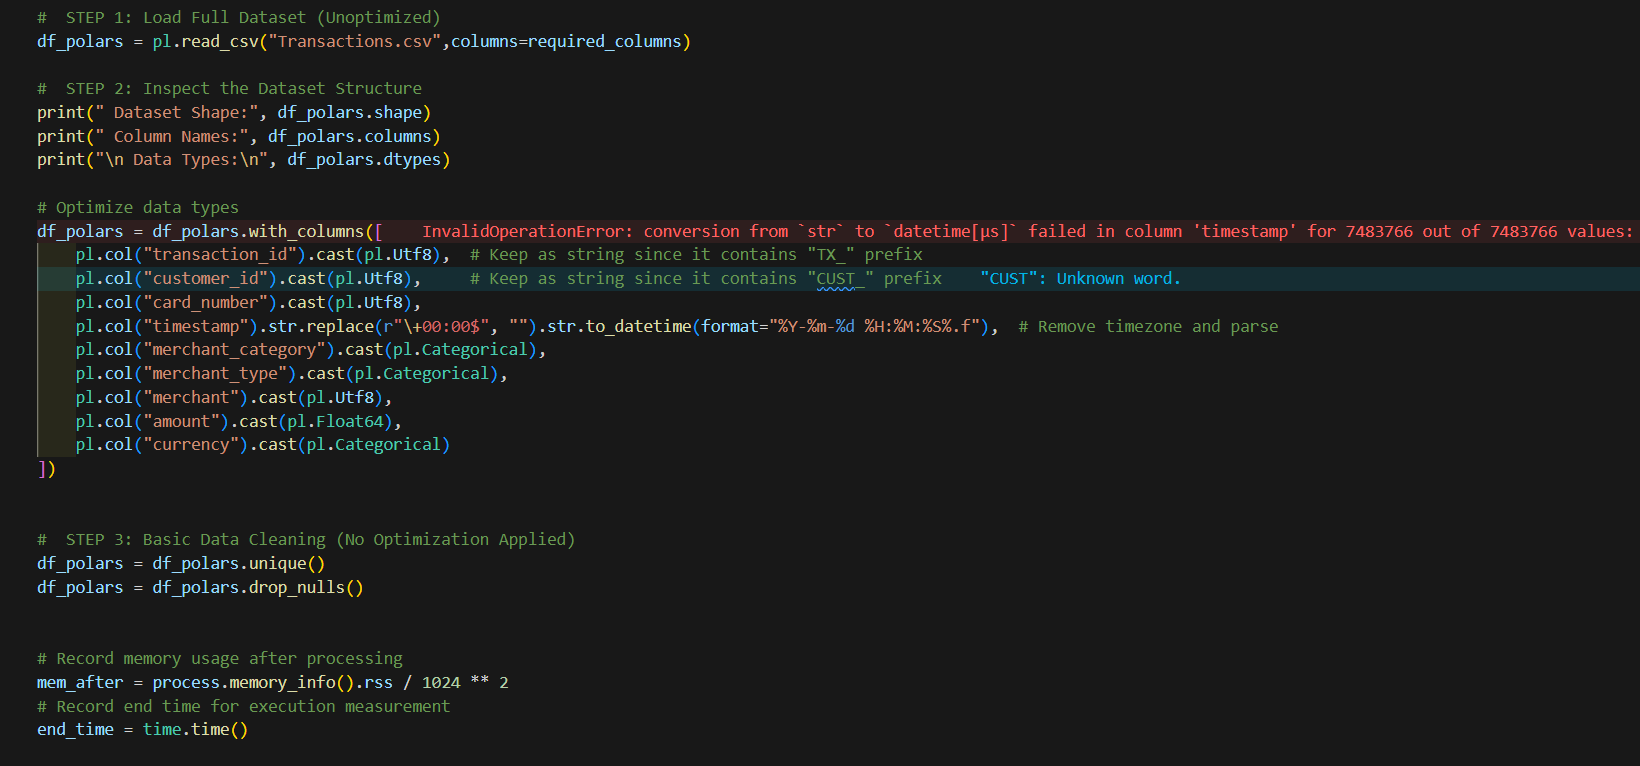 #  STEP 1: Load Full Dataset (Unoptimized)
df_polars = pl.read_csv("Transactions.csv",columns=required_columns)
#  STEP 2: Inspect the Dataset Structure
print(" Dataset Shape:", df_polars.shape)
print(" Column Names:", df_polars.columns)
print("\n Data Types:\n", df_polars.dtypes)
# Optimize data types
df_polars = df_polars.with_columns([    InvalidOperationError: conversion from `str` to `datetime[μs]` failed in column 'timestamp' for 7483766 out of 7483766 values:
    pl.col("transaction_id").cast(pl.Utf8),  # Keep as string since it contains "TX_" prefix
    pl.col("customer_id").cast(pl.Utf8),     # Keep as string since it contains "CUST_" prefix    "CUST": Unknown word.
    pl.col("card_number").cast(pl.Utf8),
    pl.col("timestamp").str.replace(r"\+00:00$", "").str.to_datetime(format="%Y-%m-%d %H:%M:%S%.f"),  # Remove timezone and parse
    pl.col("merchant_category").cast(pl.Categorical),
    pl.col("merchant_type").cast(pl.Categorical),
    pl.col("merchant").cast(pl.Utf8),
    pl.col("amount").cast(pl.Float64),
    pl.col("currency").cast(pl.Categorical)
])
#  STEP 3: Basic Data Cleaning (No Optimization Applied)
df_polars = df_polars.unique()
df_polars = df_polars.drop_nulls()
# Record memory usage after processing
mem_after = process.memory_info().rss / 1024 ** 2
# Record end time for execution measurement
end_time = time.time()